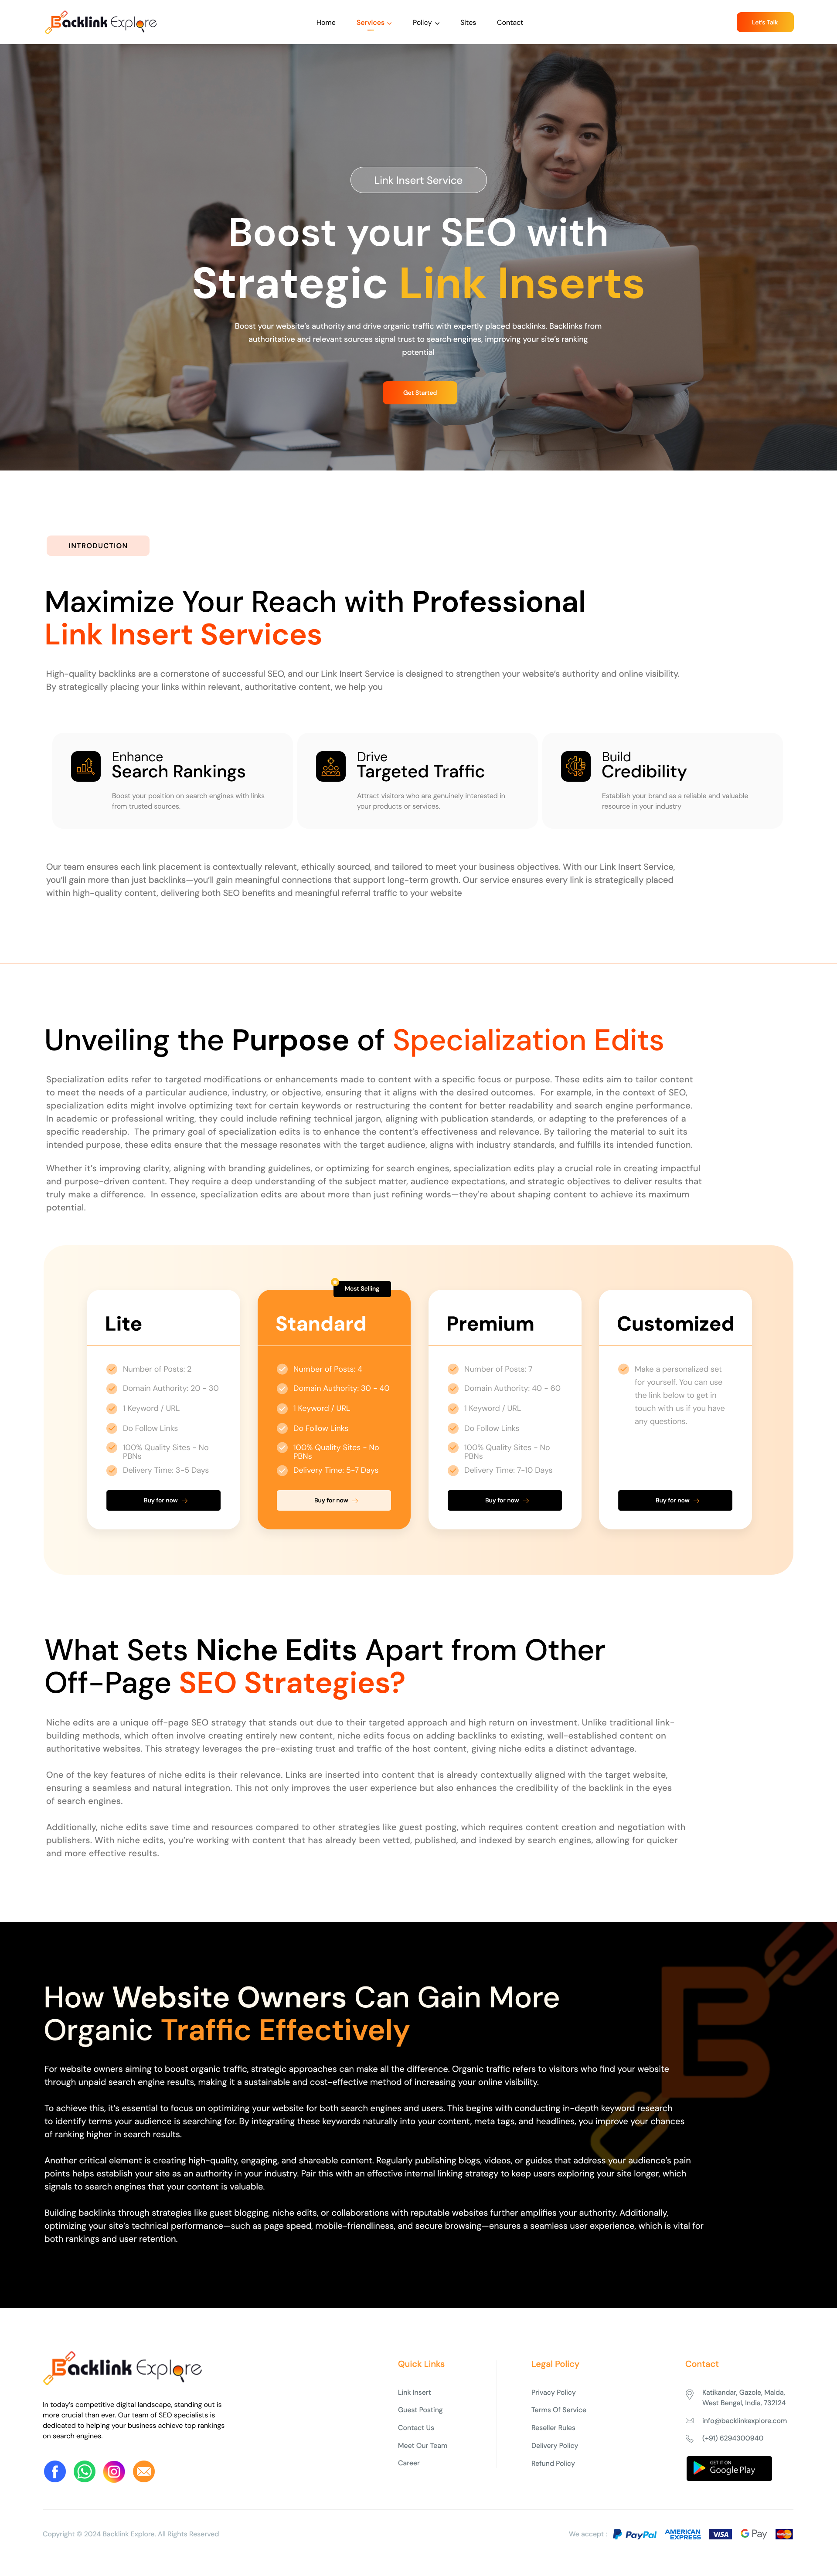 Backlink Explore
Home Services Policy Sites Contact
Let's Talk
Link Insert Service
Boost your SEO with
Strategic Link Inserts
Boost your website's authority and drive organic traffic with expertly placed backlinks. Backlinks from
authoritative and relevant sources signal trust to search engines, improving your site's ranking
potential
Get Started
INTRODUCTION
Maximize Your Reach with Professional
Link Insert Services
High-quality backlinks are a cornerstone of successful SEO, and our Link Insert Service is designed to strengthen your website's authority and online visibility.
By strategically placing your links within relevant, authoritative content, we help you
Enhance
Search Rankings
Boost your position on search engines with links
from trusted sources.
Drive
Targeted Traffic
Attract visitors who are genuinely interested in
your products or services.
Build
Credibility
Establish your brand as a reliable and valuable
resource in your industry
Our team ensures each link placement is contextually relevant, ethically sourced, and tailored to meet your business objectives. With our Link Insert Service,
you'll gain more than just backlinks—you'll gain meaningful connections that support long-term growth. Our service ensures every link is strategically placed
within high-quality content, delivering both SEO benefits and meaningful referral traffic to your website
Unveiling the Purpose of Specialization Edits
Specialization edits refer to targeted modifications or enhancements made to content with a specific focus or purpose. These edits aim to tailor content
to meet the needs of a particular audience, industry, or objective, ensuring that it aligns with the desired outcomes. For example, in the context of SEO,
specialization edits might involve optimizing text for certain keywords or restructuring the content for better readability and search engine performance.
In academic or professional writing, they could include refining technical jargon, aligning with publication standards, or adapting to the preferences of a
specific readership. The primary goal of specialization edits is to enhance the content's effectiveness and relevance. By tailoring the material to suit its
intended purpose, these edits ensure that the message resonates with the target audience, aligns with industry standards, and fulfills its intended function.
Whether it's improving clarity, aligning with branding guidelines, or optimizing for search engines, specialization edits play a crucial role in creating impactful
and purpose-driven content. They require a deep understanding of the subject matter, audience expectations, and strategic objectives to deliver results that
truly make a difference. In essence, specialization edits are about more than just refining words—they're about shaping content to achieve its maximum
potential.
Lite
Number of Posts: 2
Domain Authority: 20 - 30
1 Keyword / URL
Do Follow Links
100% Quality Sites - No
PBNs
Delivery Time: 3-5 Days
Buy for now
Most Selling
Standard
Number of Posts: 4
Domain Authority: 30 - 40
1 Keyword / URL
Do Follow Links
100% Quality Sites - No
PBNs
Delivery Time: 5-7 Days
Buy for now
Premium
Number of Posts: 7
Domain Authority: 40 - 60
1 Keyword / URL
Do Follow Links
100% Quality Sites - No
PBNs
Delivery Time: 7-10 Days
Buy for now
Customized
Make a personalized set
for yourself. You can use
the link below to get in
touch with us if you have
any questions.
Buy for now
What Sets Niche Edits Apart from Other
Off-Page SEO Strategies?
Niche edits are a unique off-page SEO strategy that stands out due to their targeted approach and high return on investment. Unlike traditional link-
building methods, which often involve creating entirely new content, niche edits focus on adding backlinks to existing, well-established content on
authoritative websites. This strategy leverages the pre-existing trust and traffic of the host content, giving niche edits a distinct advantage.
One of the key features of niche edits is their relevance. Links are inserted into content that is already contextually aligned with the target website,
ensuring a seamless and natural integration. This not only improves the user experience but also enhances the credibility of the backlink in the eyes
of search engines.
Additionally, niche edits save time and resources compared to other strategies like guest posting, which requires content creation and negotiation with
publishers. With niche edits, you're working with content that has already been vetted, published, and indexed by search engines, allowing for quicker
and more effective results.
How Website Owners Can Gain More
Organic Traffic Effectively
For website owners aiming to boost organic traffic, strategic approaches can make all the difference. Organic traffic refers to visitors who find your website
through unpaid search engine results, making it a sustainable and cost-effective method of increasing your online visibility.
To achieve this, it's essential to focus on optimizing your website for both search engines and users. This begins with conducting in-depth keyword research
to identify terms your audience is searching for. By integrating these keywords naturally into your content, meta tags, and headlines, you improve your chances
of ranking higher in search results.
Another critical element is creating high-quality, engaging, and shareable content. Regularly publishing blogs, videos, or guides that address your audience's pain
points helps establish your site as an authority in your industry. Pair this with an effective internal linking strategy to keep users exploring your site longer, which
signals to search engines that your content is valuable.
Building backlinks through strategies like guest blogging, niche edits, or collaborations with reputable websites further amplifies your authority. Additionally,
optimizing your site's technical performance—such as page speed, mobile-friendliness, and secure browsing—ensures a seamless user experience, which is vital for
both rankings and user retention.
Backlink Explore
In today's competitive digital landscape, standing out is
more crucial than ever. Our team of SEO specialists is
dedicated to helping your business achieve top rankings
on search engines.
Quick Links
Link Insert
Guest Posting
Contact Us
Meet Our Team
Career
Legal Policy
Privacy Policy
Terms Of Service
Reseller Rules
Delivery Policy
Refund Policy
Contact
Katikandar, Gazole, Malda,
West Bengal, India, 732124
info@backlinkexplore.com
(+91) 6294300940
GET IT ON
Google Play
Copyright © 2024 Backlink Explore. All Rights Reserved
We accept : PayPal AMERICAN EXPRESS VISA G Pay MasterCard